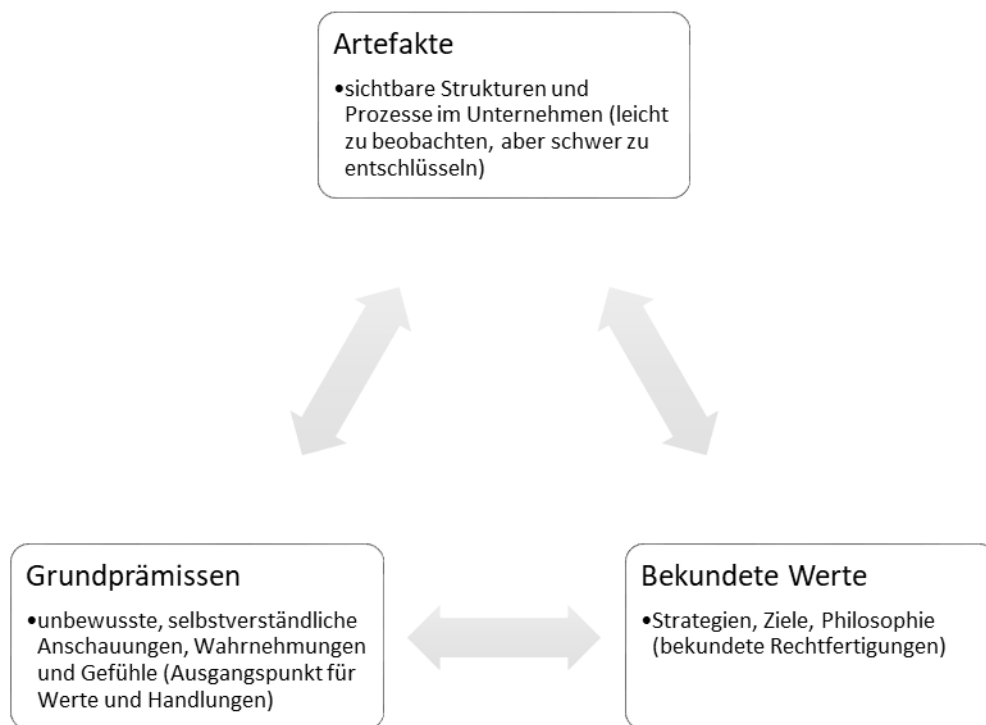 Artefakte
•sichtbare Strukturen und
Prozesse im Unternehmen (leicht
zu beobachten, aber schwer zu
entschlüsseln)
Grundprämissen
•unbewusste, selbstverständliche
Anschauungen, Wahrnehmungen
und Gefühle (Ausgangspunkt für
Werte und Handlungen)
Bekundete Werte
•Strategien, Ziele, Philosophie
(bekundete Rechtfertigungen)